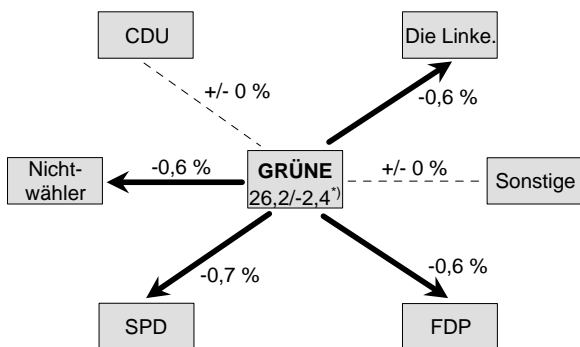 CDU
Die Linke.
+/- 0 %
-0,6 %
Nicht-
wähler
-0,6 %
GRÜNE
26,2/-2,4*)
+/- 0 %
Sonstige
-0,7 %
-0,6 %
SPD
FDP